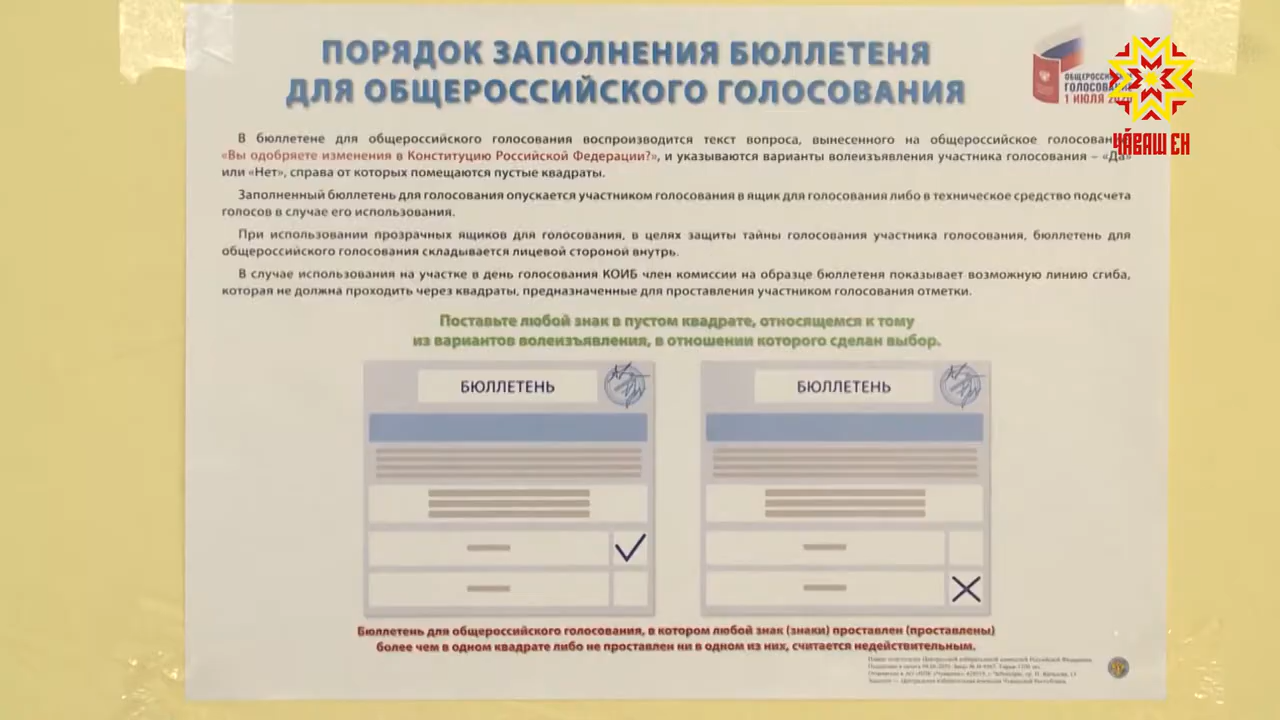 ПОРЯДОК ЗАПОЛНЕНИЯ БЮЛЛЕТЕНЯ
ДЛЯ ОБЩЕРОССИЙСКОГО ГОЛОСОВАНИЯ
ОБЩЕРОССИЙСКОЕ
ГОЛОСОВАНИЕ
1 ИЮЛЯ 2020
ЧӐВАШ ЕН
В бюллетене для общероссийского голосования воспроизводится текст вопроса, вынесенного на общероссийское
«Вы одобряете изменения в Конституцию Российской Федерации?», и указываются варианты волеизъявления участника голосования – «Да»
или «Нет», справа от которых помещаются пустые квадраты.
Заполненный бюллетень для голосования опускается участником голосования в ящик для голосования либо в техническое средство подсчета
голосов в случае его использования.
При использовании прозрачных ящиков для голосования, в целях защиты тайны голосования участника голосования, бюллетень для
общероссийского голосования складывается лицевой стороной внутрь.
В случае использования на участке в день голосования КОИБ член комиссии на образце бюллетеня показывает возможную линию сгиба,
которая не должна проходить через квадраты, предназначенные для проставления участником голосования отметки.
Поставьте любой знак в пустом квадрате, относящемся к тому
из вариантов волеизъявления, в отношении которого сделан выбор.
БЮЛЛЕТЕНЬ
БЮЛЛЕТЕНЬ
Бюллетень для общероссийского голосования, в котором любой знак (знаки) проставлен (проставлены)
более чем в одном квадрате либо не проставлен ни в одном из них, считается недействительным.